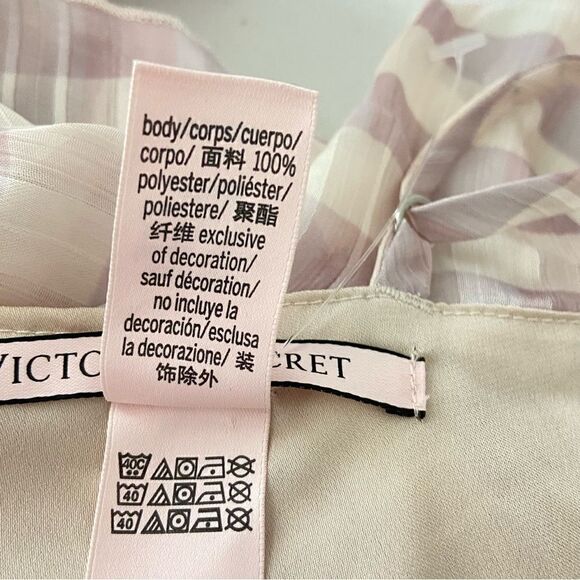 body/corps/cuerpo/
corpo/ 面料 100%
polyester/poliéster/
poliestere/ 聚酯
纤维 exclusive
of decoration/
sauf décoration/
no incluye la
decoración/esclusa
la decorazione/ 装
饰除外
VICTO CRET
40C
40
40